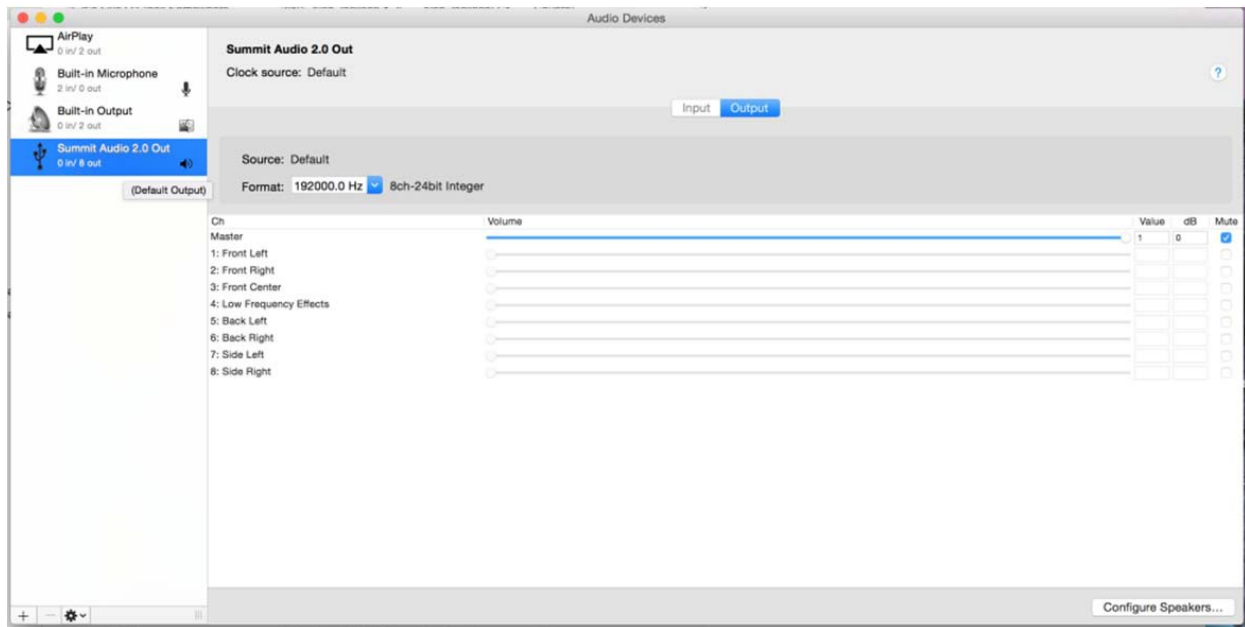 Audio Devices
AirPlay
0 in/ 2 out
Built-in Microphone
2 in/ 0 out
Built-in Output
0 in/ 2 out
Summit Audio 2.0 Out
0 in/ 8 out
(Default Output)
Summit Audio 2.0 Out
Clock source: Default
?
Input Output
Source: Default
Format: 192000.0 Hz 8ch-24bit Integer
Ch Volume Value dB Mute
Master 1 0
1: Front Left
2: Front Right
3: Front Center
4: Low Frequency Effects
5: Back Left
6: Back Right
7: Side Left
8: Side Right
+ −
Configure Speakers...